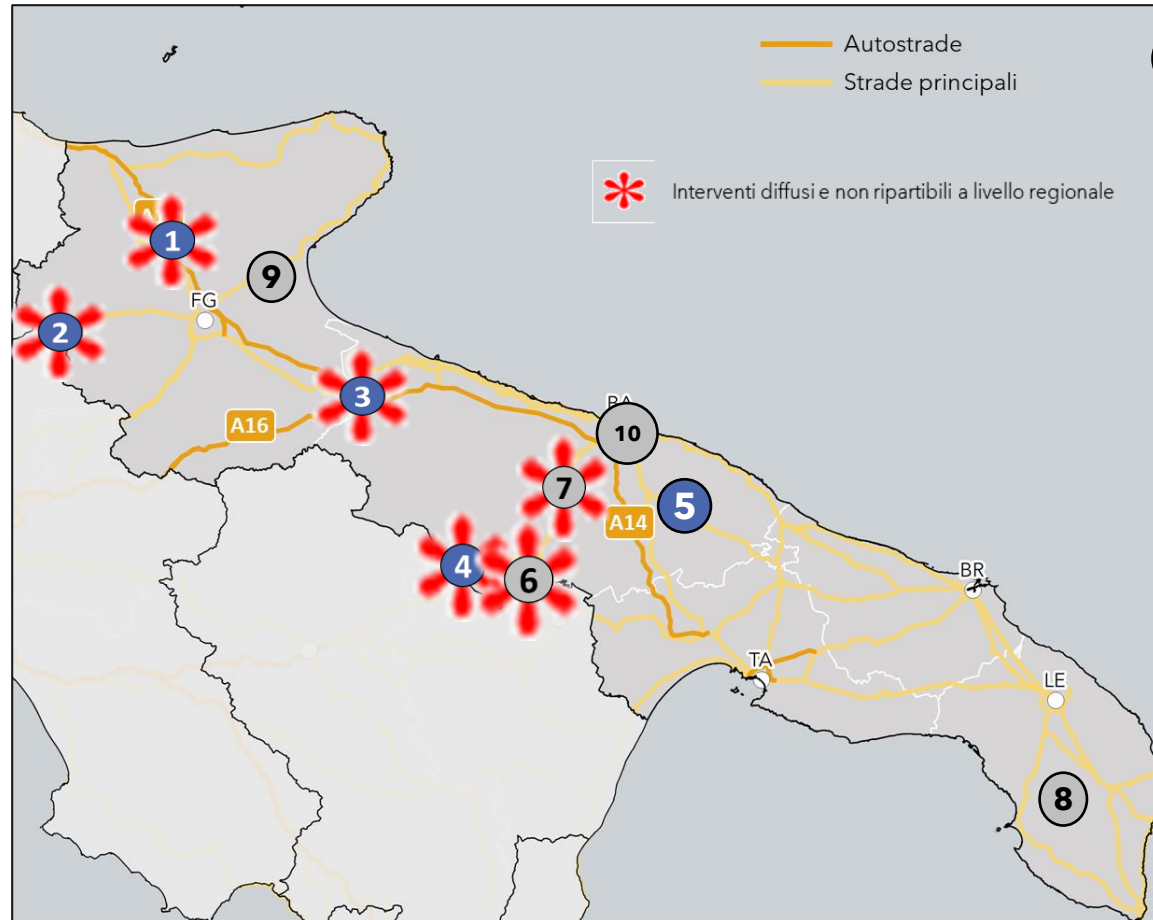 Autostrade
Strade principali
Interventi diffusi e non ripartibili a livello regionale
1
9
FG
2
3
A16
BA
10
7
5
A14
4
6
BR
TA
LE
8